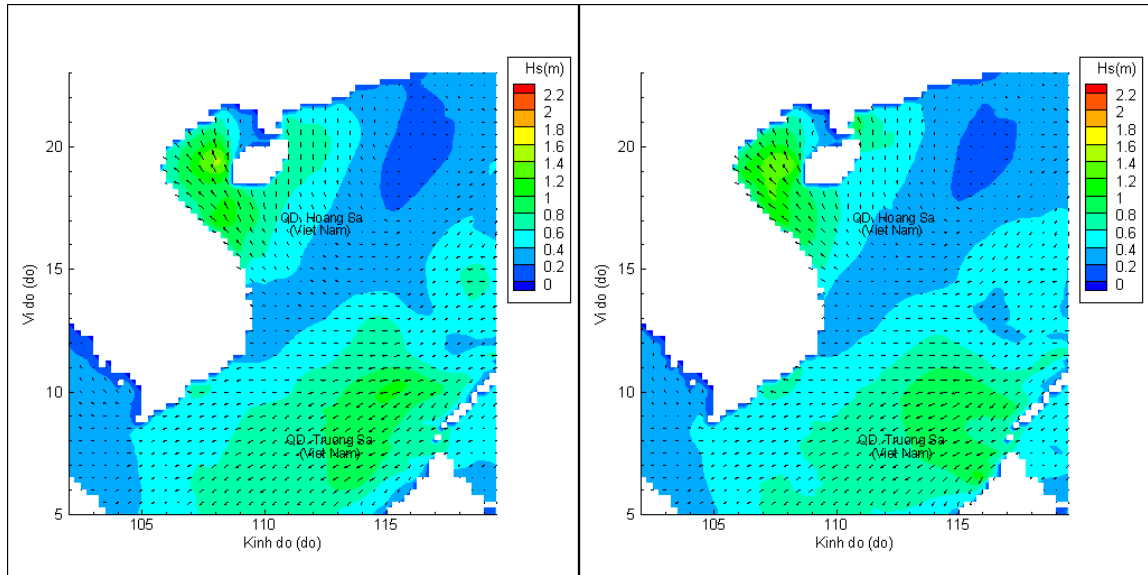 Hs(m)
2.2
2
1.8
1.6
1.4
1.2
1
0.8
0.6
0.4
0.2
0
20
15
10
5
Vi do (do)
QD. Hoang Sa
(Viet Nam)
QD. Truong Sa
(Viet Nam)
105
110
115
Kinh do (do)
Hs(m)
2.2
2
1.8
1.6
1.4
1.2
1
0.8
0.6
0.4
0.2
0
20
15
10
5
Vi do (do)
QD. Hoang Sa
(Viet Nam)
QD. Truong Sa
(Viet Nam)
105
110
115
Kinh do (do)